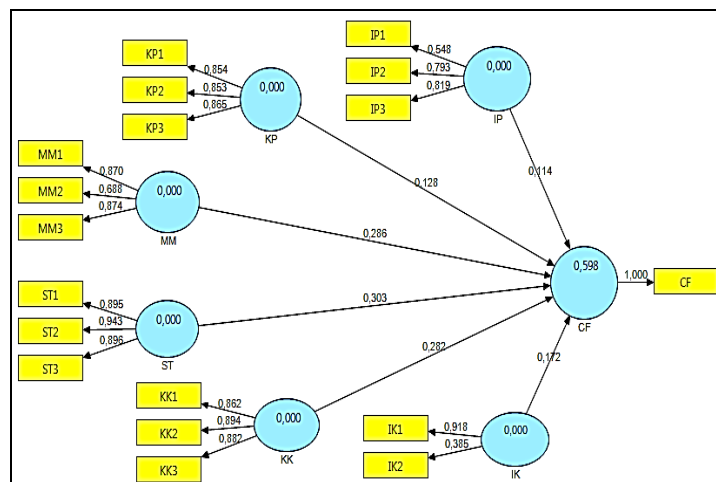 IP1
0,548
IP2
0,793
IP3
0,819
0,000
IP
KP1
0,854
KP2
0,853
KP3
0,865
0,000
KP
0,114
0,128
MM1
0,870
MM2
0,688
MM3
0,874
0,000
MM
0,286
0,598
CF
1,000
CF
ST1
0,895
ST2
0,943
ST3
0,896
0,000
ST
0,303
0,282
0,172
KK1
0,862
KK2
0,894
KK3
0,882
0,000
KK
IK1
0,918
IK2
0,385
0,000
IK